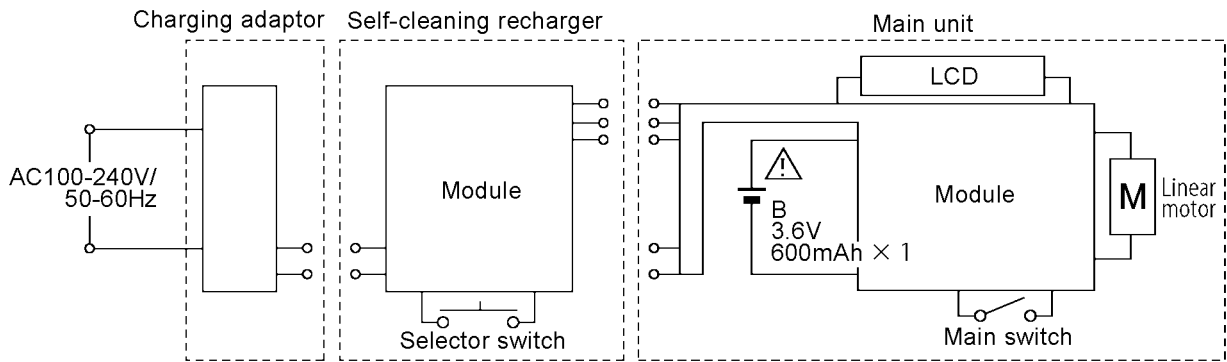 Charging adaptor
Self-cleaning recharger
Main unit
AC100-240V/
50-60Hz
Module
Selector switch
LCD
B
3.6V
600mAh × 1
Module
M
Linear
motor
Main switch